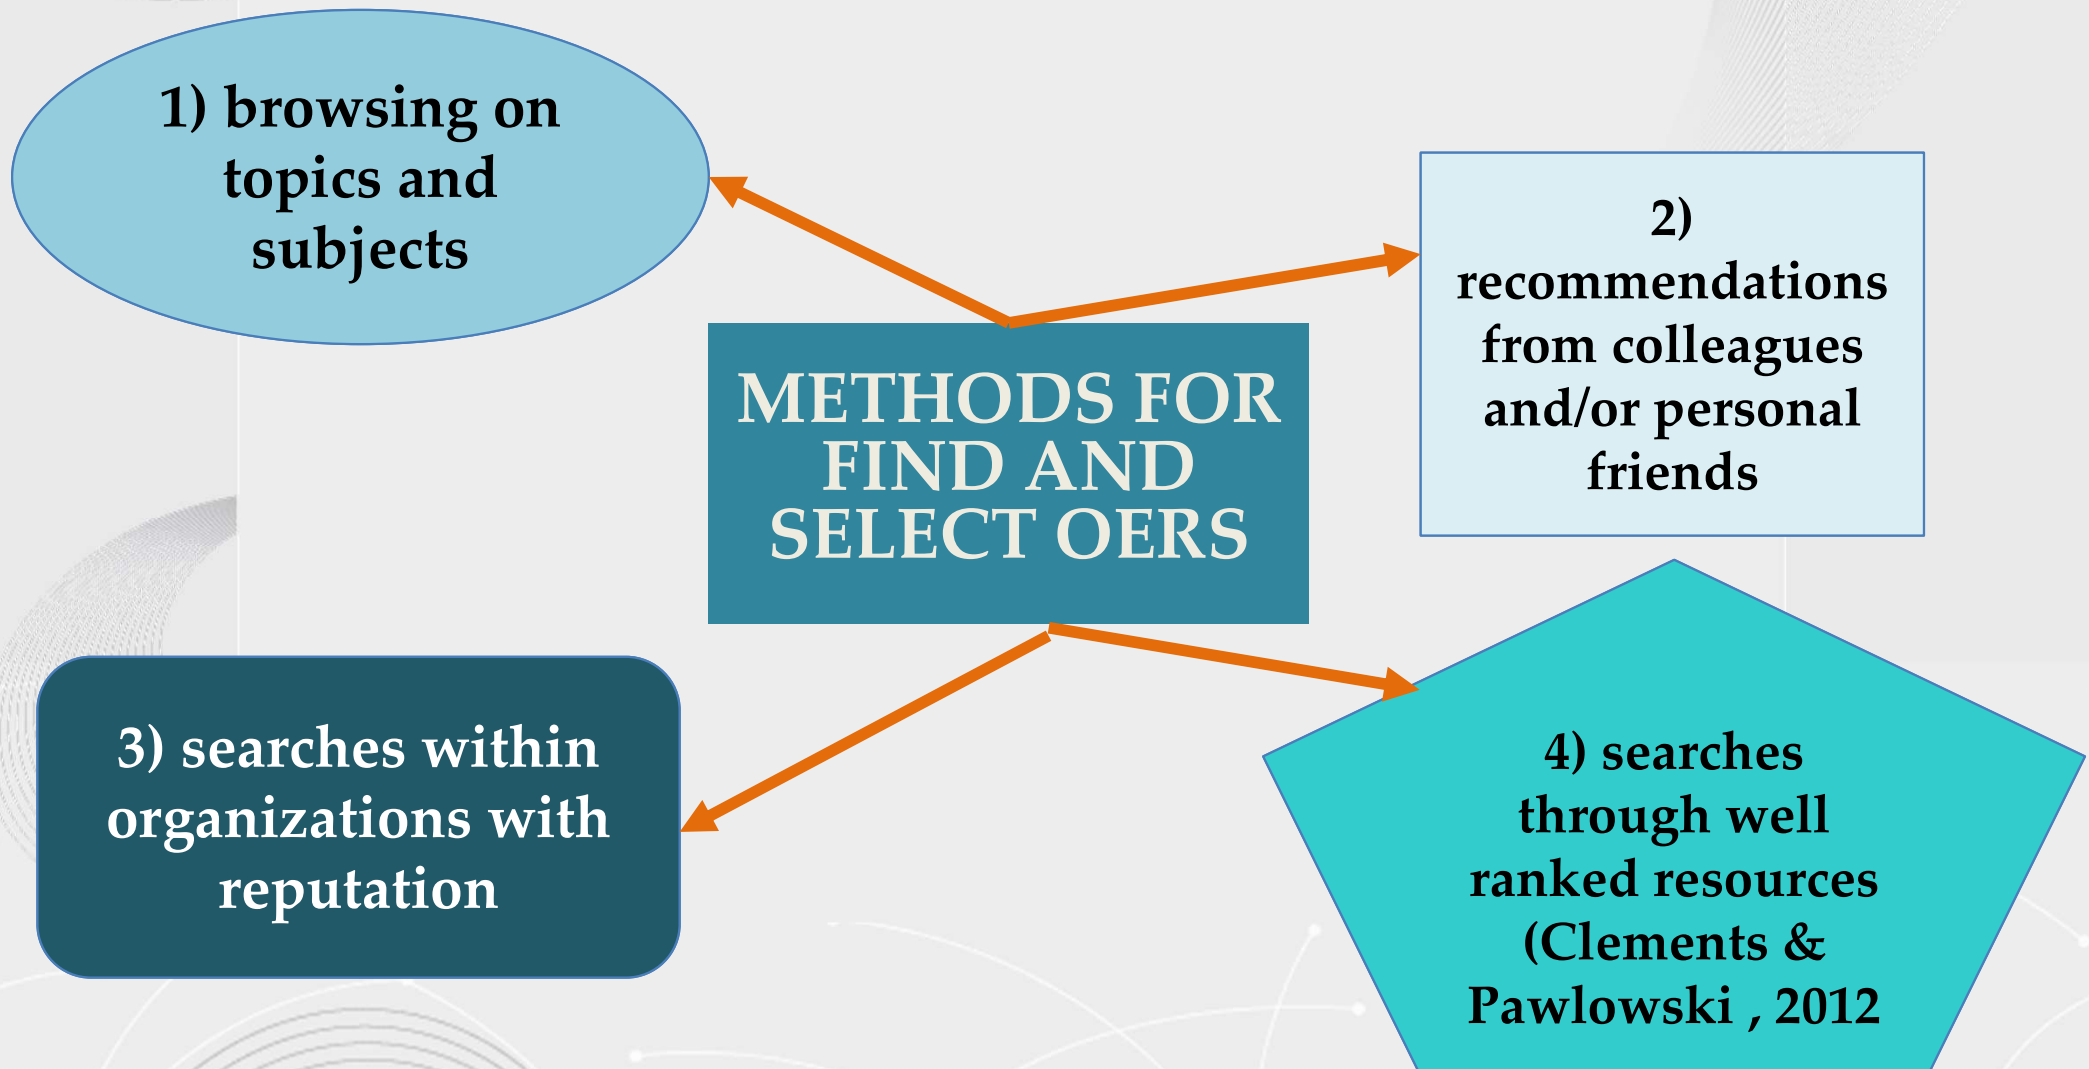 1) browsing on
topics and
subjects
2)
recommendations
from colleagues
and/or personal
friends
METHODS FOR
FIND AND
SELECT OERS
3) searches within
organizations with
reputation
4) searches
through well
ranked resources
(Clements &
Pawlowski , 2012